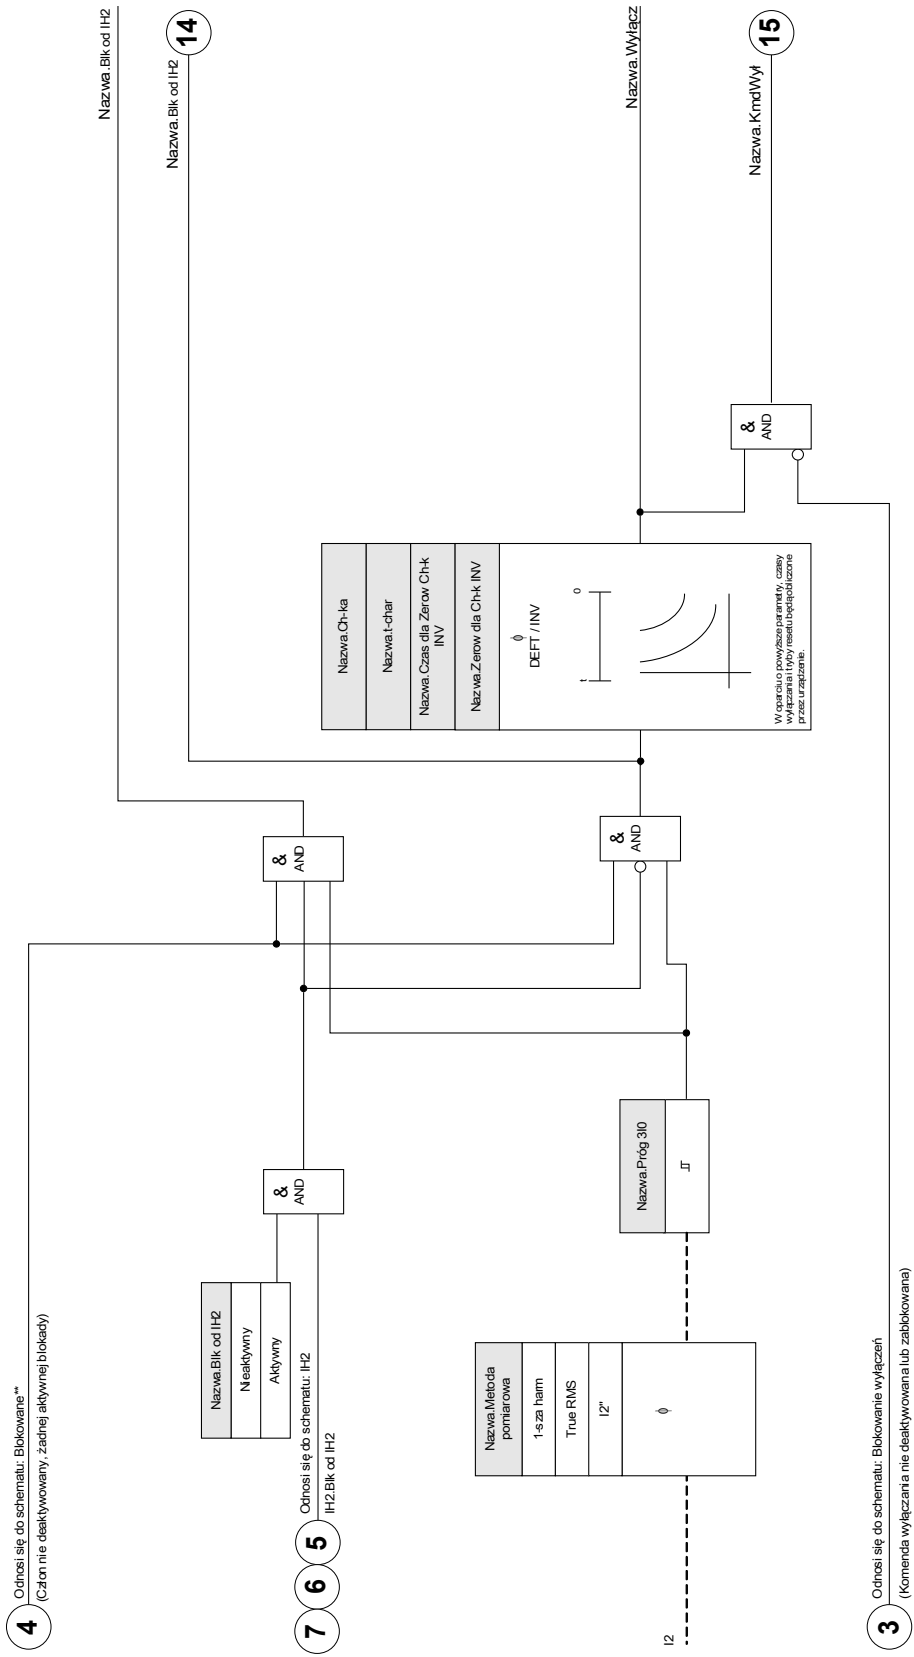 4
Odnosi się do schematu: Blokowane**
(Człon nie deaktywowany, żadnej aktywnej blokady)
Nazwa.Blk od IH2
Nazwa.Blk od IH2
14
Nazwa.Blk od IH2
Nieaktywny
Aktywny
&
AND
&
AND
7
6
5
Odnosi się do schematu: IH2
IH2.Blk od IH2
Nazwa.Ch-ka
Nazwa.t-char
Nazwa.Czas dla Zerow Ch-k
INV
Nazwa.Zerow dla Ch-k INV
ϕ
DEFT / INV
t
0
W oparciu o powyższe parametry, czasy
wyłączania i tryby resetu będą obliczone
przez urządzenie.
Nazwa.Metoda
pomiarowa
1-sza harm
True RMS
I2"
ϕ
I2
Nazwa.Próg 3I0
&
AND
Nazwa.Wyłącz
&
AND
Nazwa.KmdWył
15
3
Odnosi się do schematu: Blokowanie wyłączeń
(Komenda wyłączania nie deaktywowana lub zablokowana)